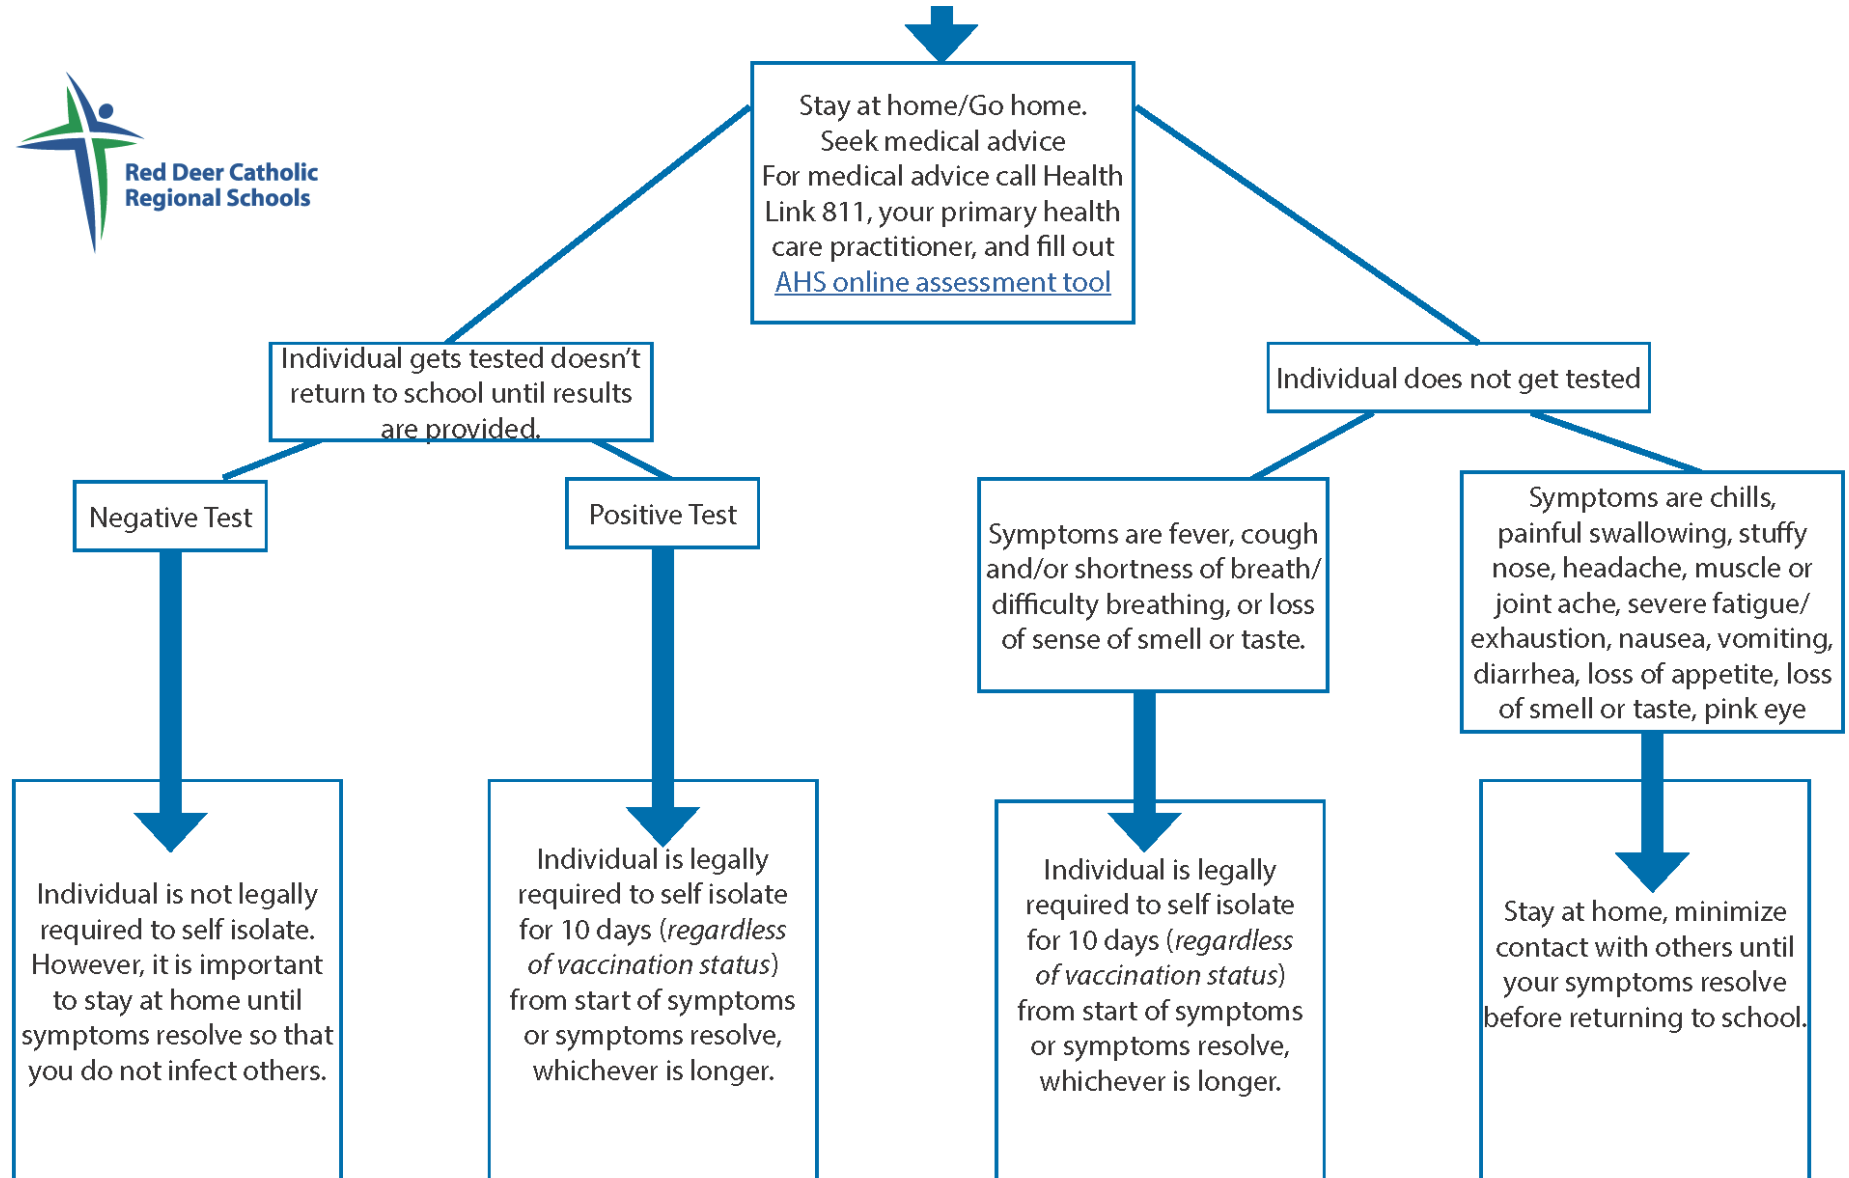 Red Deer Catholic
Regional Schools
Stay at home/Go home.
Seek medical advice
For medical advice call Health
Link 811, your primary health
care practitioner, and fill out
AHS online assessment tool
Individual gets tested doesn't
return to school until results
are provided.
Individual does not get tested
Negative Test
Positive Test
Symptoms are fever, cough
and/or shortness of breath/
difficulty breathing, or loss
of sense of smell or taste.
Symptoms are chills,
painful swallowing, stuffy
nose, headache, muscle or
joint ache, severe fatigue/
exhaustion, nausea, vomiting,
diarrhea, loss of appetite, loss
of smell or taste, pink eye
Individual is not legally
required to self isolate.
However, it is important
to stay at home until
symptoms resolve so that
you do not infect others.
Individual is legally
required to self isolate
for 10 days (regardless
of vaccination status)
from start of symptoms
or symptoms resolve,
whichever is longer.
Individual is legally
required to self isolate
for 10 days (regardless
of vaccination status)
from start of symptoms
or symptoms resolve,
whichever is longer.
Stay at home, minimize
contact with others until
your symptoms resolve
before returning to school.